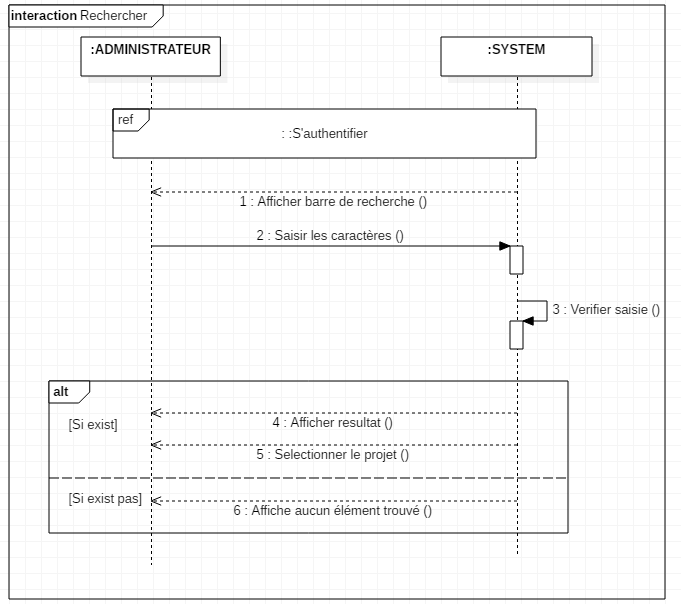 interaction Rechercher
:ADMINISTRATEUR
:SYSTEM
ref
: :S'authentifier
1 : Afficher barre de recherche ()
2 : Saisir les caractères ()
3 : Verifier saisie ()
alt
[Si exist]
4 : Afficher resultat ()
5 : Selectionner le projet ()
[Si exist pas]
6 : Affiche aucun élément trouvé ()